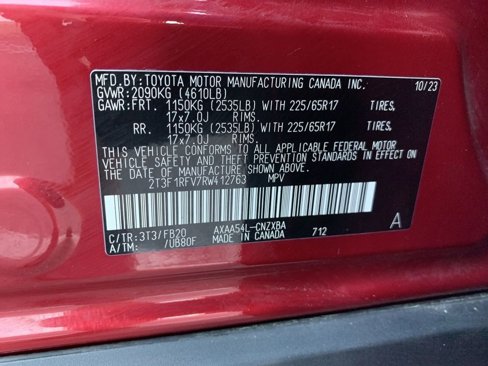 MFD.BY:TOYOTA MOTOR MANUFACTURING CANADA INC. 10/23
GVWR:2090KG (4610LB)
GAWR:FRT. 1150KG (2535LB) WITH 225/65R17 TIRES,
17x7.0J RIMS,
RR. 1150KG (2535LB) WITH 225/65R17 TIRES,
17x7.0J RIMS,
THIS VEHICLE CONFORMS TO ALL APPLICABLE FEDERAL MOTOR
VEHICLE SAFETY AND THEFT PREVENTION STANDARDS IN EFFECT ON
THE DATE OF MANUFACTURE SHOWN ABOVE.
2T3F1RFV7RW412763 MPV
C/TR:3T3/FB20 AXAA54L-CNZXBA A
A/TM: /UB80F MADE IN CANADA 712